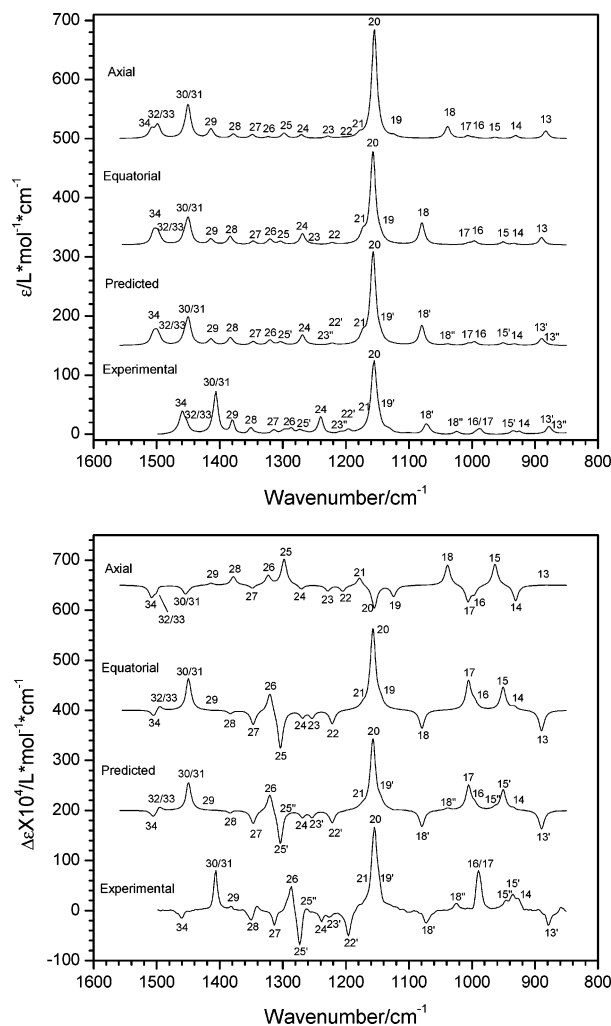 700
600
500
400
300
200
100
0
ε/L*mol⁻¹*cm⁻¹
Axial
34 32/33 30/31 29 28 27 26 25 24 23 22 21 20 19 18 17 16 15 14 13
Equatorial
34 32/33 30/31 29 28 27 26 25 24 23 22 21 20 19 18 17 16 15 14 13
Predicted
34 32/33 30/31 29 28 27 26 25' 24 23" 22' 21 20 19' 18' 18" 17 16 15' 14 13' 13"
Experimental
34 32/33 30/31 29 28 27 26 25' 24 23" 22' 21 20 19' 18' 18" 16/17 15' 14 13' 13"
1600 1500 1400 1300 1200 1100 1000 900 800
Wavenumber/cm⁻¹
700
600
500
400
300
200
100
0
-100
ΔεX10⁴/L*mol⁻¹*cm⁻¹
Axial
34 32/33 30/31 29 28 27 26 25 24 23 22 21 20 19 18 17 16 15 14 13
Equatorial
34 32/33 30/31 29 28 27 26 25 24 23 22 21 20 19 18 17 16 15 14 13
Predicted
34 32/33 30/31 29 28 27 26 25' 25" 24 23' 22' 21 20 19' 18' 18" 17 16 15" 15' 14 13'
Experimental
34 30/31 29 28 27 26 25' 25" 24 23' 22' 21 20 19' 18' 18" 16/17 15" 15' 14 13'
1600 1500 1400 1300 1200 1100 1000 900 800
Wavenumber/cm⁻¹